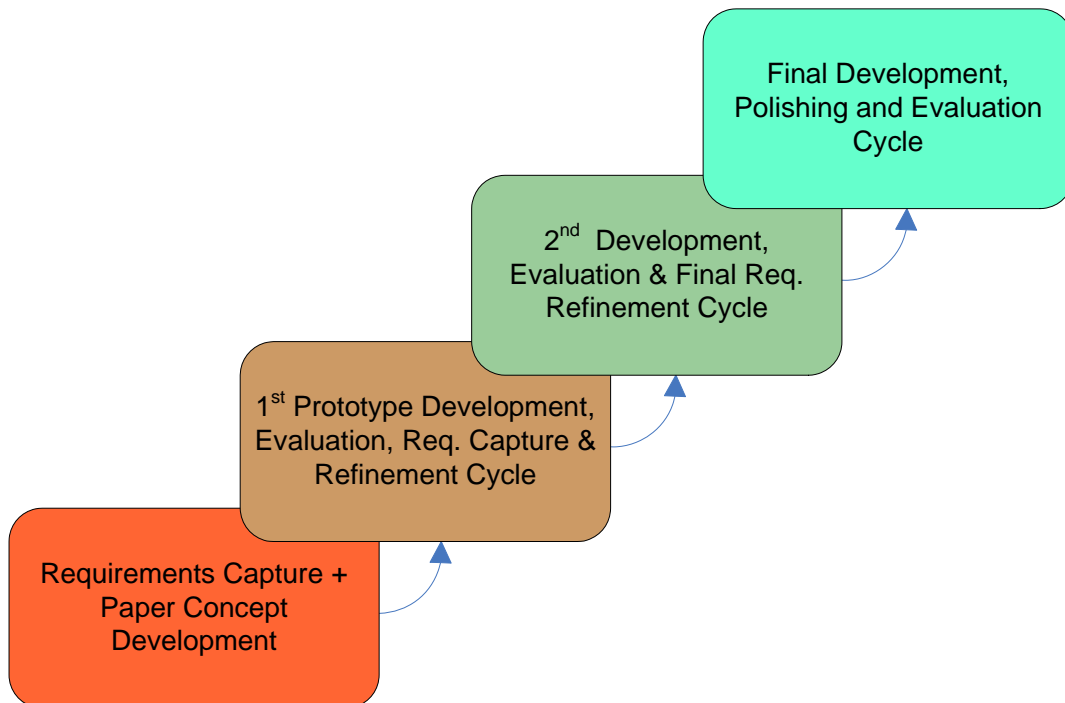 Final Development,
Polishing and Evaluation
Cycle
2nd Development,
Evaluation & Final Req.
Refinement Cycle
1st Prototype Development,
Evaluation, Req. Capture &
Refinement Cycle
Requirements Capture +
Paper Concept
Development